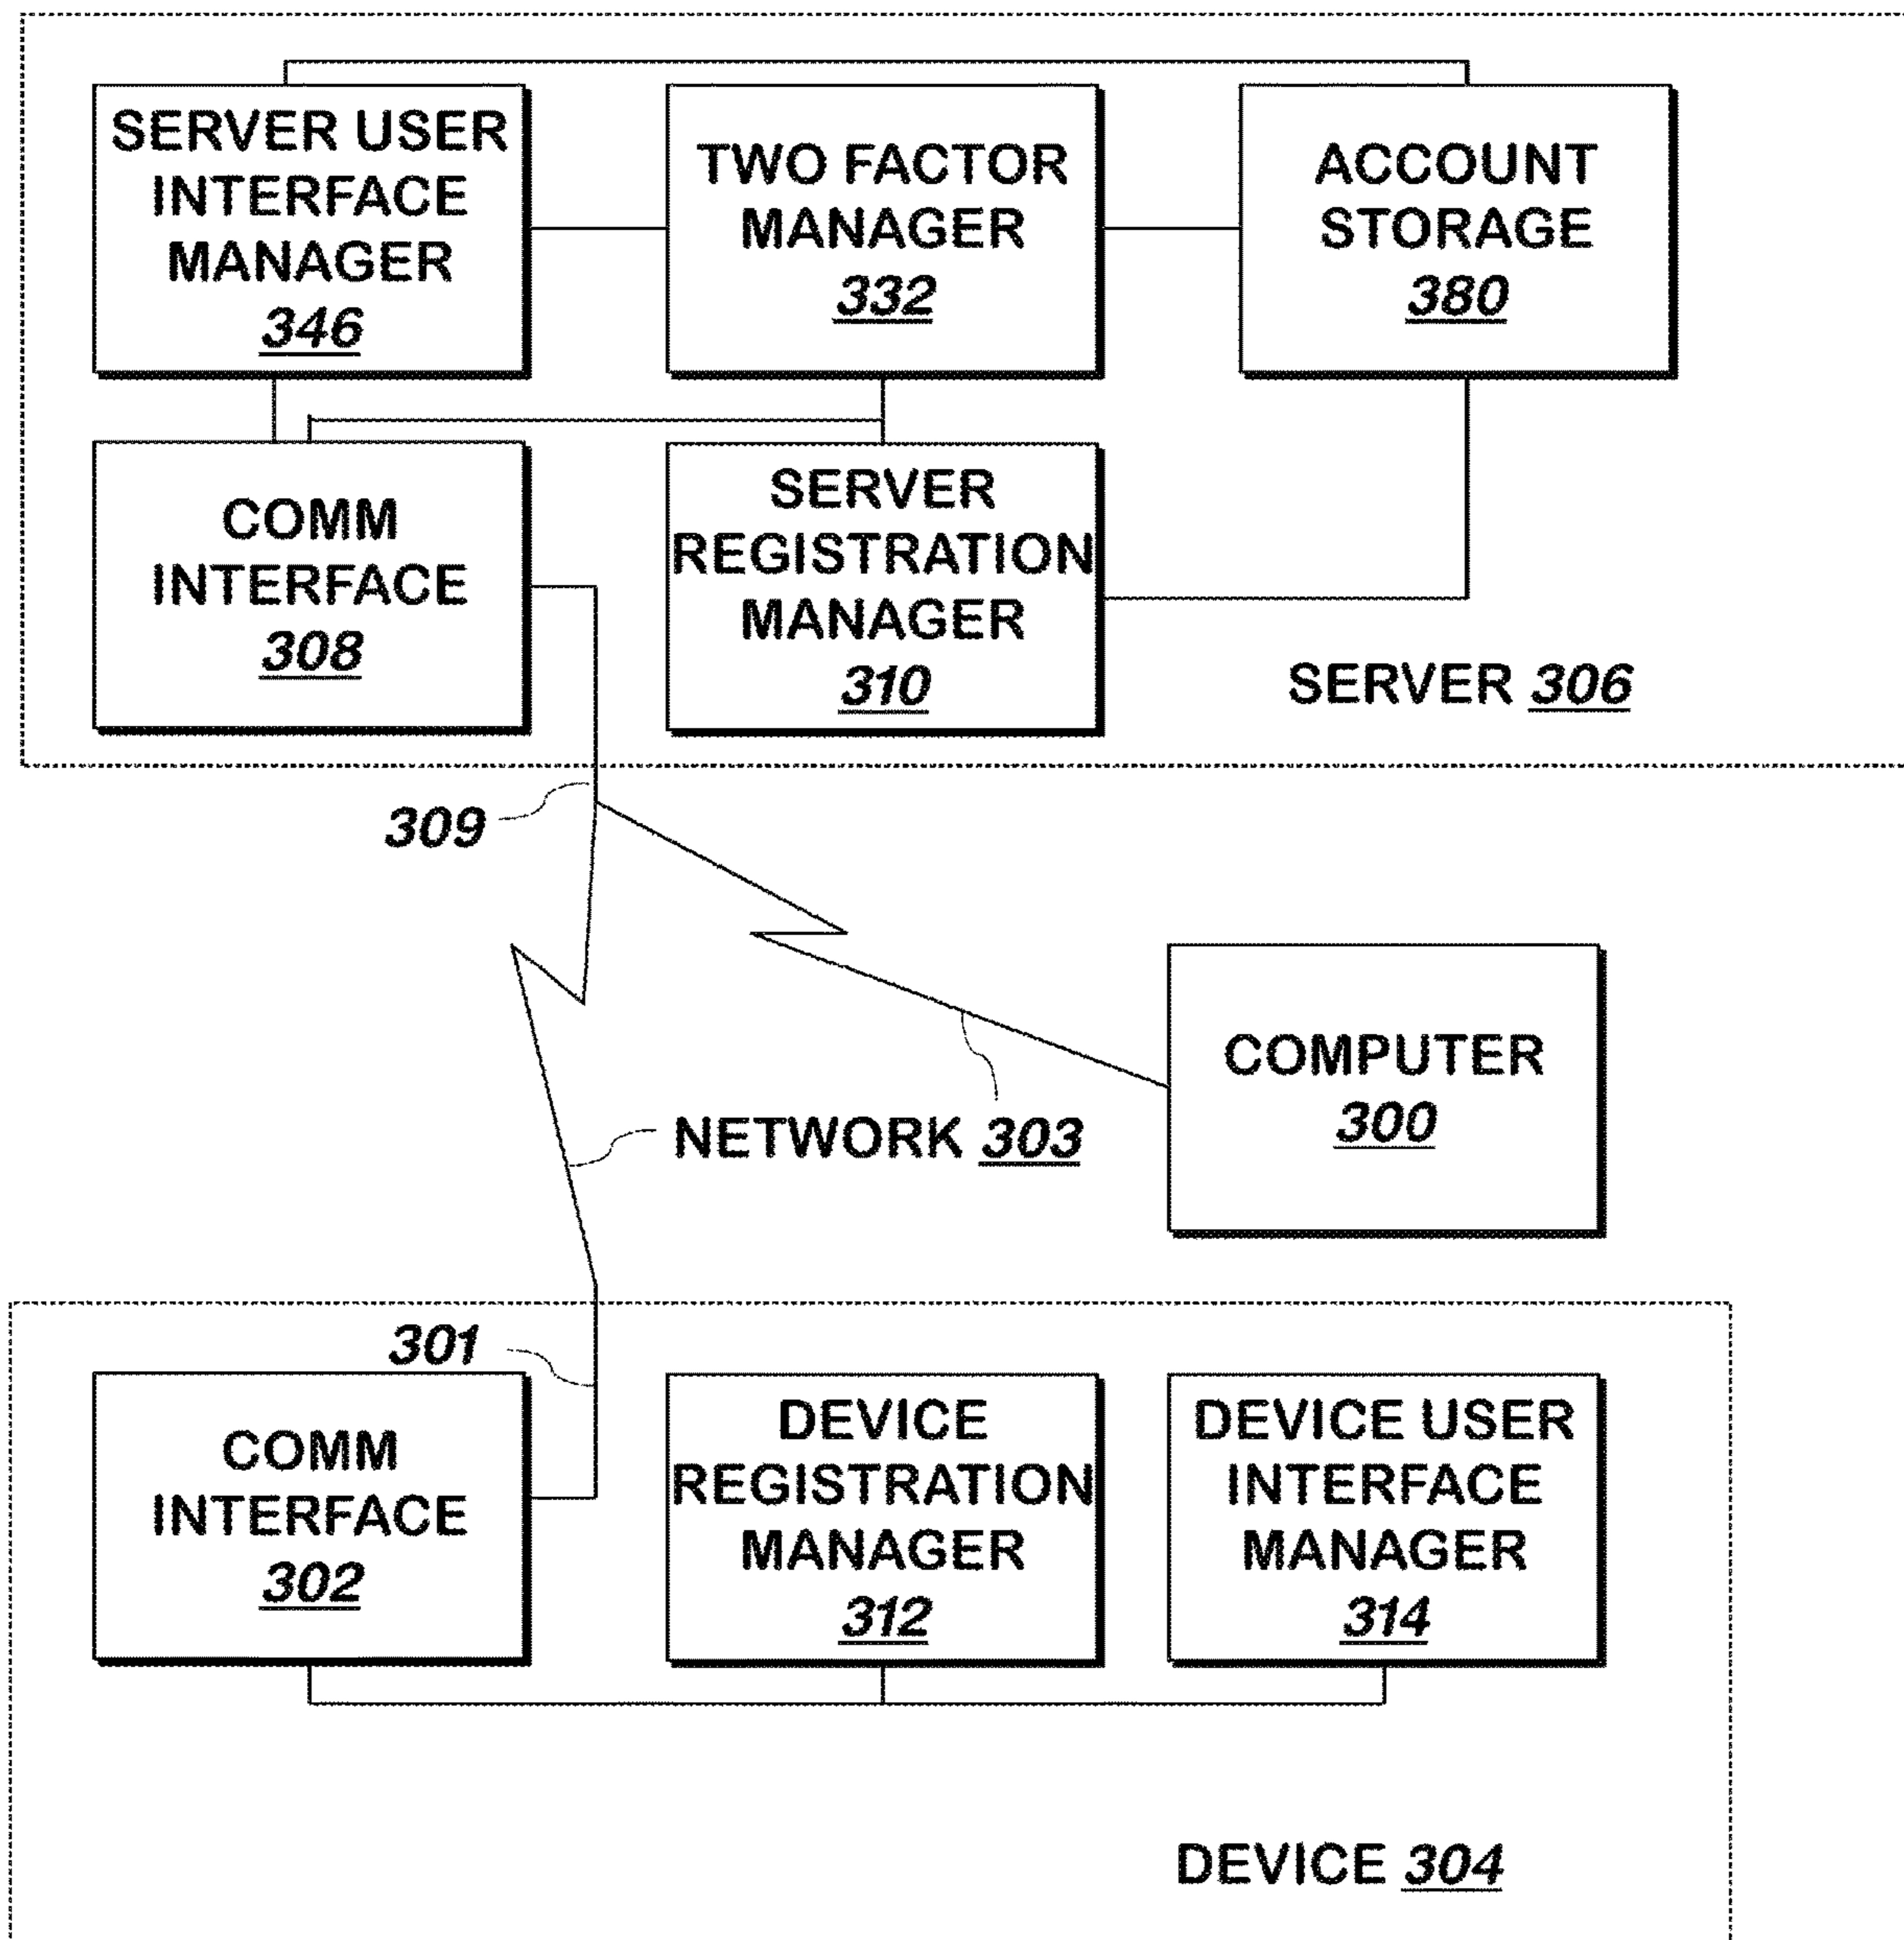 SERVER USER
INTERFACE
MANAGER
346
TWO FACTOR
MANAGER
332
ACCOUNT
STORAGE
380
COMM
INTERFACE
308
SERVER
REGISTRATION
MANAGER
310
SERVER 306
309
COMPUTER
300
NETWORK 303
301
COMM
INTERFACE
302
DEVICE
REGISTRATION
MANAGER
312
DEVICE USER
INTERFACE
MANAGER
314
DEVICE 304